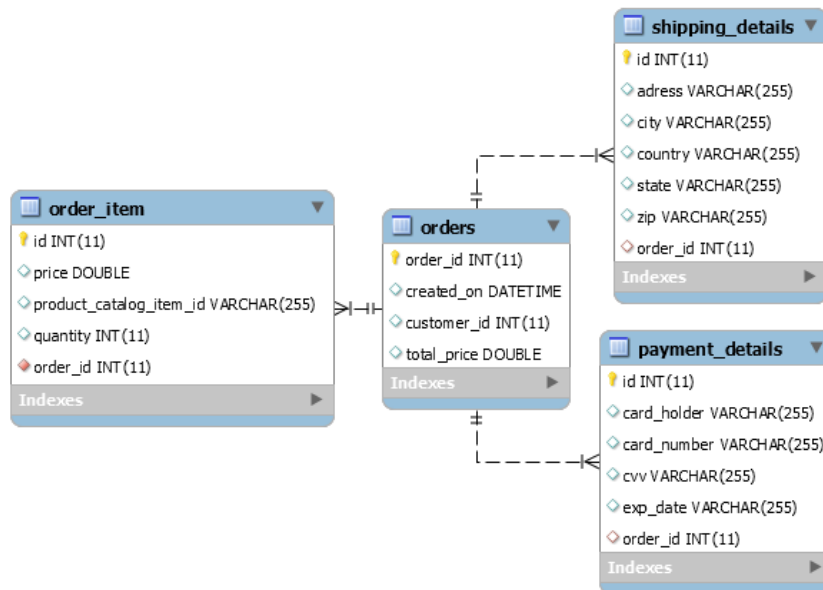 order_item
id INT(11)
price DOUBLE
product_catalog_item_id VARCHAR(255)
quantity INT(11)
order_id INT(11)
Indexes
orders
order_id INT(11)
created_on DATETIME
customer_id INT(11)
total_price DOUBLE
Indexes
shipping_details
id INT(11)
adress VARCHAR(255)
city VARCHAR(255)
country VARCHAR(255)
state VARCHAR(255)
zip VARCHAR(255)
order_id INT(11)
Indexes
payment_details
id INT(11)
card_holder VARCHAR(255)
card_number VARCHAR(255)
cvv VARCHAR(255)
exp_date VARCHAR(255)
order_id INT(11)
Indexes